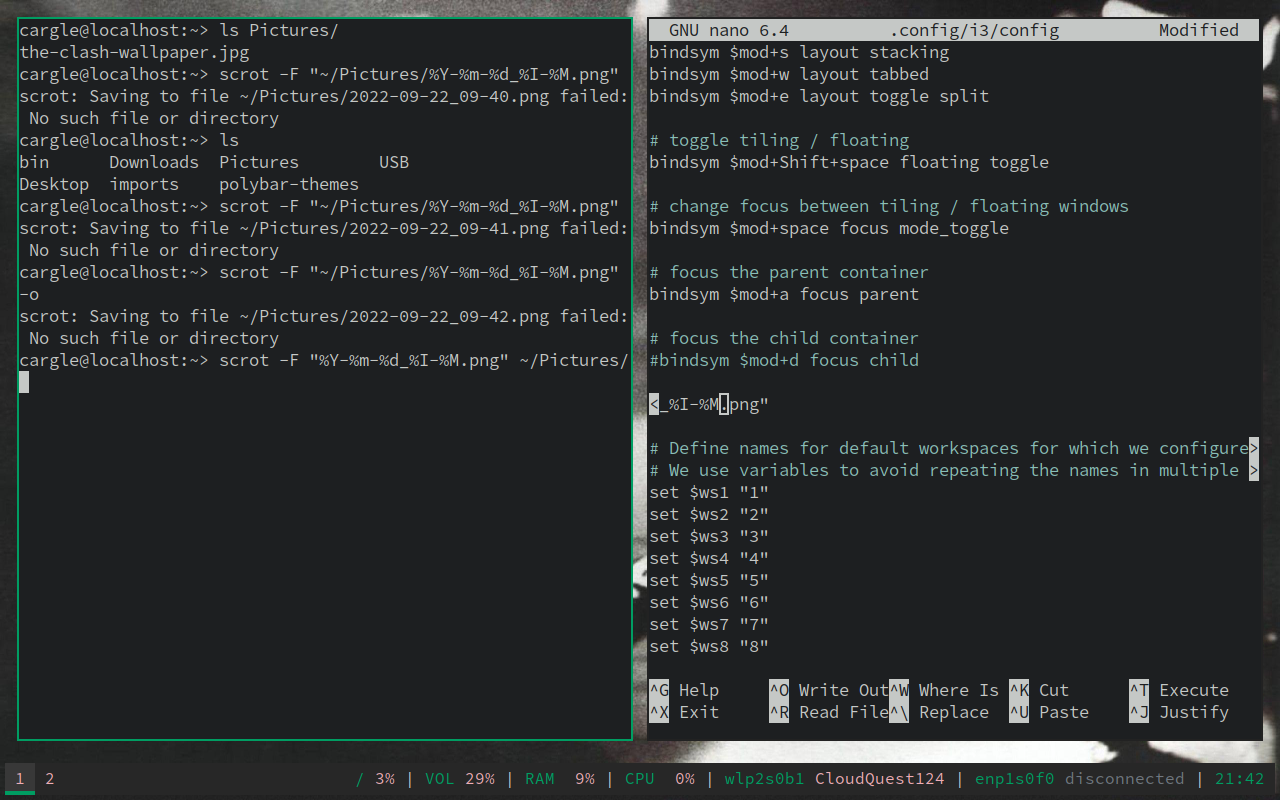 cargle@localhost:~> ls Pictures/
the-clash-wallpaper.jpg
cargle@localhost:~> scrot -F "~/Pictures/%Y-%m-%d_%I-%M.png"
scrot: Saving to file ~/Pictures/2022-09-22_09-40.png failed:
 No such file or directory
cargle@localhost:~> ls
bin      Downloads  Pictures        USB
Desktop  imports    polybar-themes
cargle@localhost:~> scrot -F "~/Pictures/%Y-%m-%d_%I-%M.png"
scrot: Saving to file ~/Pictures/2022-09-22_09-41.png failed:
 No such file or directory
cargle@localhost:~> scrot -F "~/Pictures/%Y-%m-%d_%I-%M.png"
-o
scrot: Saving to file ~/Pictures/2022-09-22_09-42.png failed:
 No such file or directory
cargle@localhost:~> scrot -F "%Y-%m-%d_%I-%M.png" ~/Pictures/
GNU nano 6.4          .config/i3/config          Modified
bindsym $mod+s layout stacking
bindsym $mod+w layout tabbed
bindsym $mod+e layout toggle split
# toggle tiling / floating
bindsym $mod+Shift+space floating toggle
# change focus between tiling / floating windows
bindsym $mod+space focus mode_toggle
# focus the parent container
bindsym $mod+a focus parent
# focus the child container
#bindsym $mod+d focus child
<_%I-%M.png"
# Define names for default workspaces for which we configure>
# We use variables to avoid repeating the names in multiple >
set $ws1 "1"
set $ws2 "2"
set $ws3 "3"
set $ws4 "4"
set $ws5 "5"
set $ws6 "6"
set $ws7 "7"
set $ws8 "8"
^G Help     ^O Write Out^W Where Is ^K Cut      ^T Execute
^X Exit     ^R Read File^\ Replace  ^U Paste    ^J Justify
1  2  / 3% | VOL 29% | RAM  9% | CPU  0% | wlp2s0b1 CloudQuest124 | enp1s0f0 disconnected | 21:42